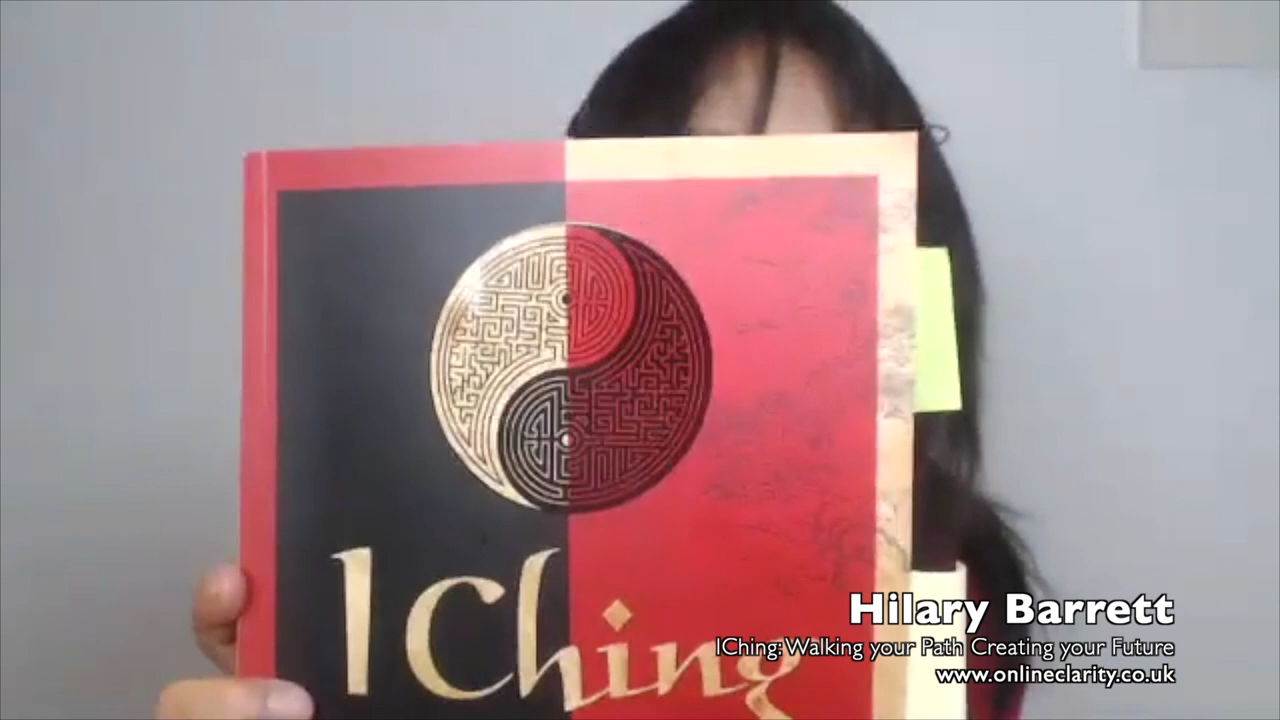 I Ching
Hilary Barrett
IChing: Walking your Path Creating your Future
www.onlineclarity.co.uk